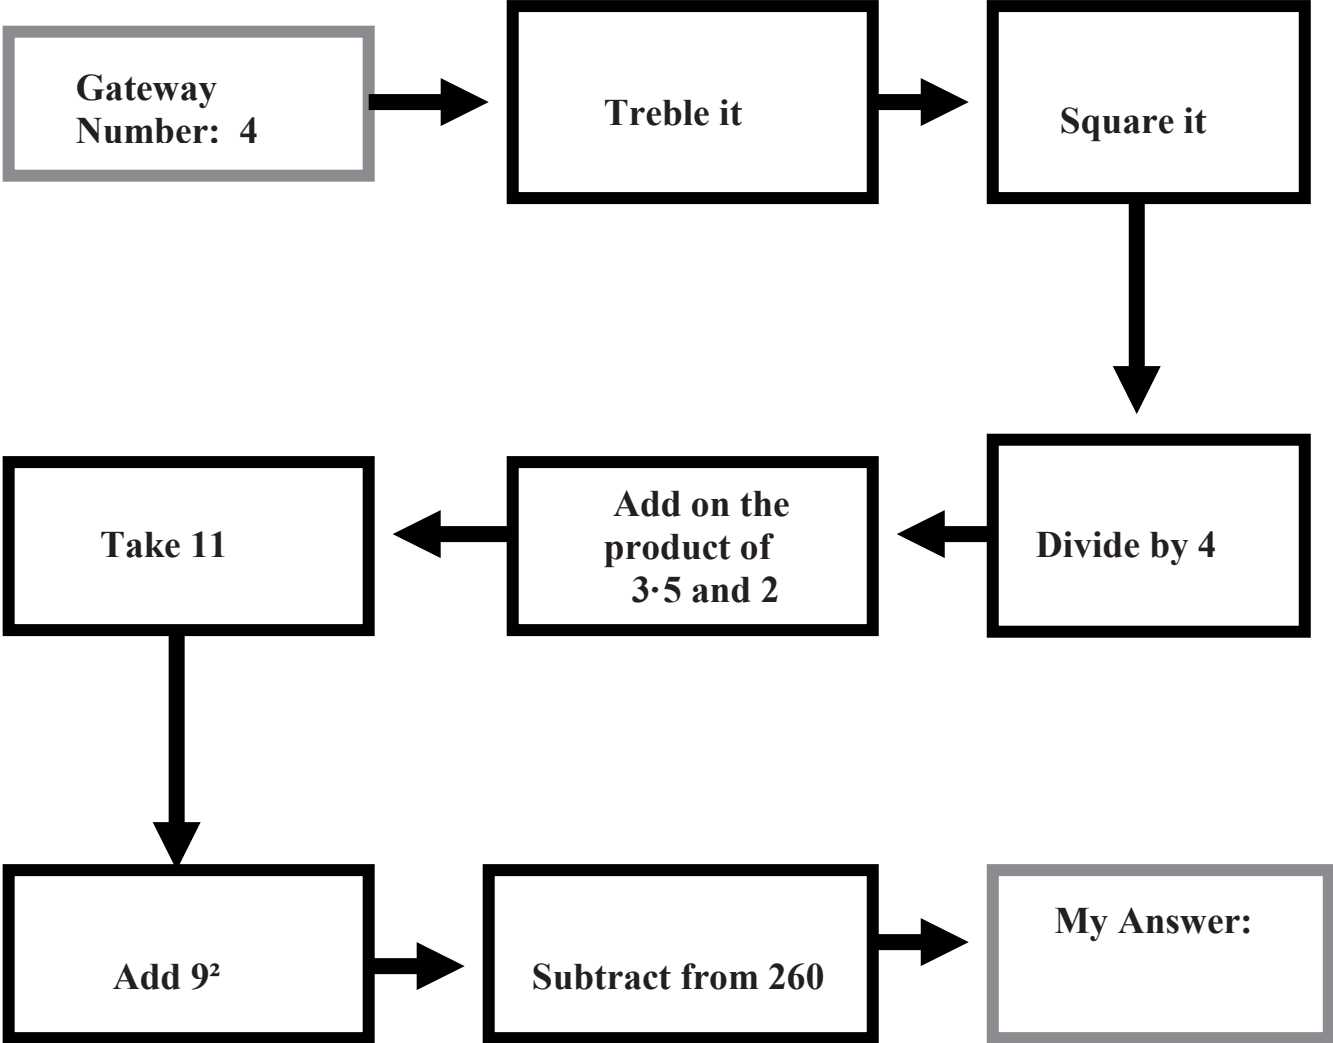 Gateway
Number: 4
Treble it
Square it
Divide by 4
Add on the
product of
3·5 and 2
Take 11
Add 9²
Subtract from 260
My Answer: